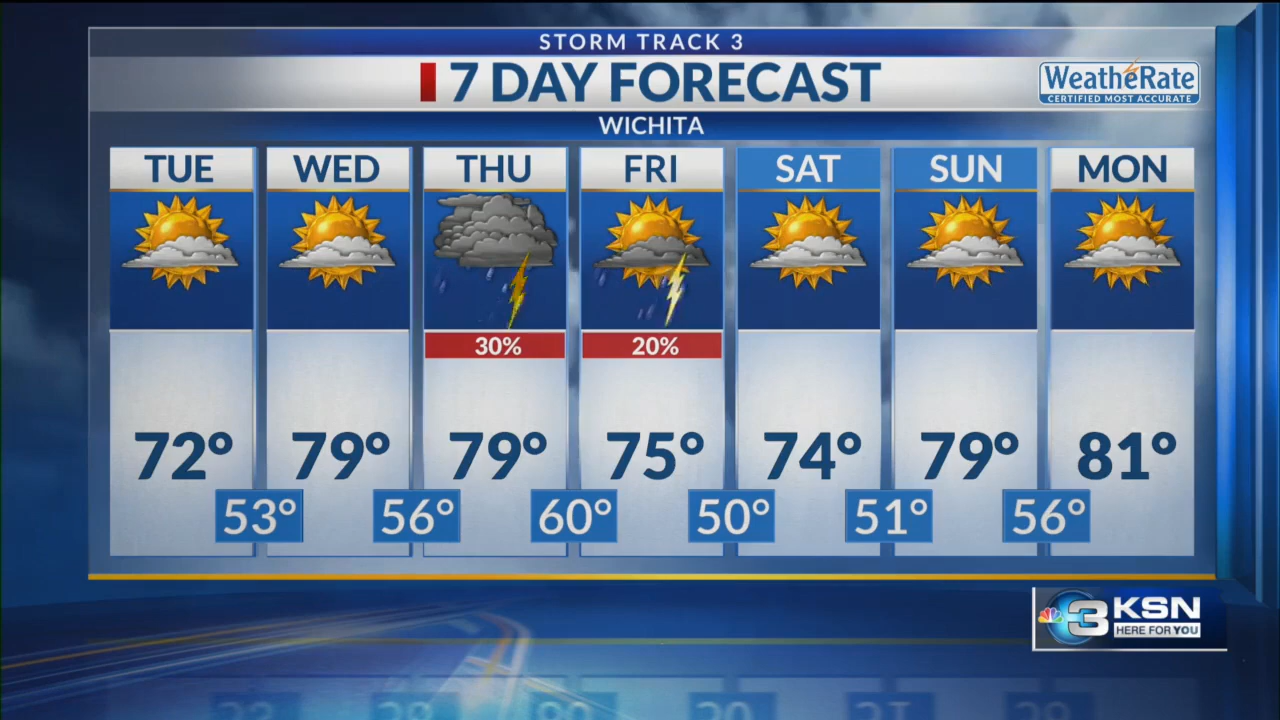 STORM TRACK 3
7 DAY FORECAST
WeatheRate
CERTIFIED MOST ACCURATE
WICHITA
TUE WED THU FRI SAT SUN MON
30% 20%
72° 79° 79° 75° 74° 79° 81°
53° 56° 60° 50° 51° 56°
3 KSN
HERE FOR YOU